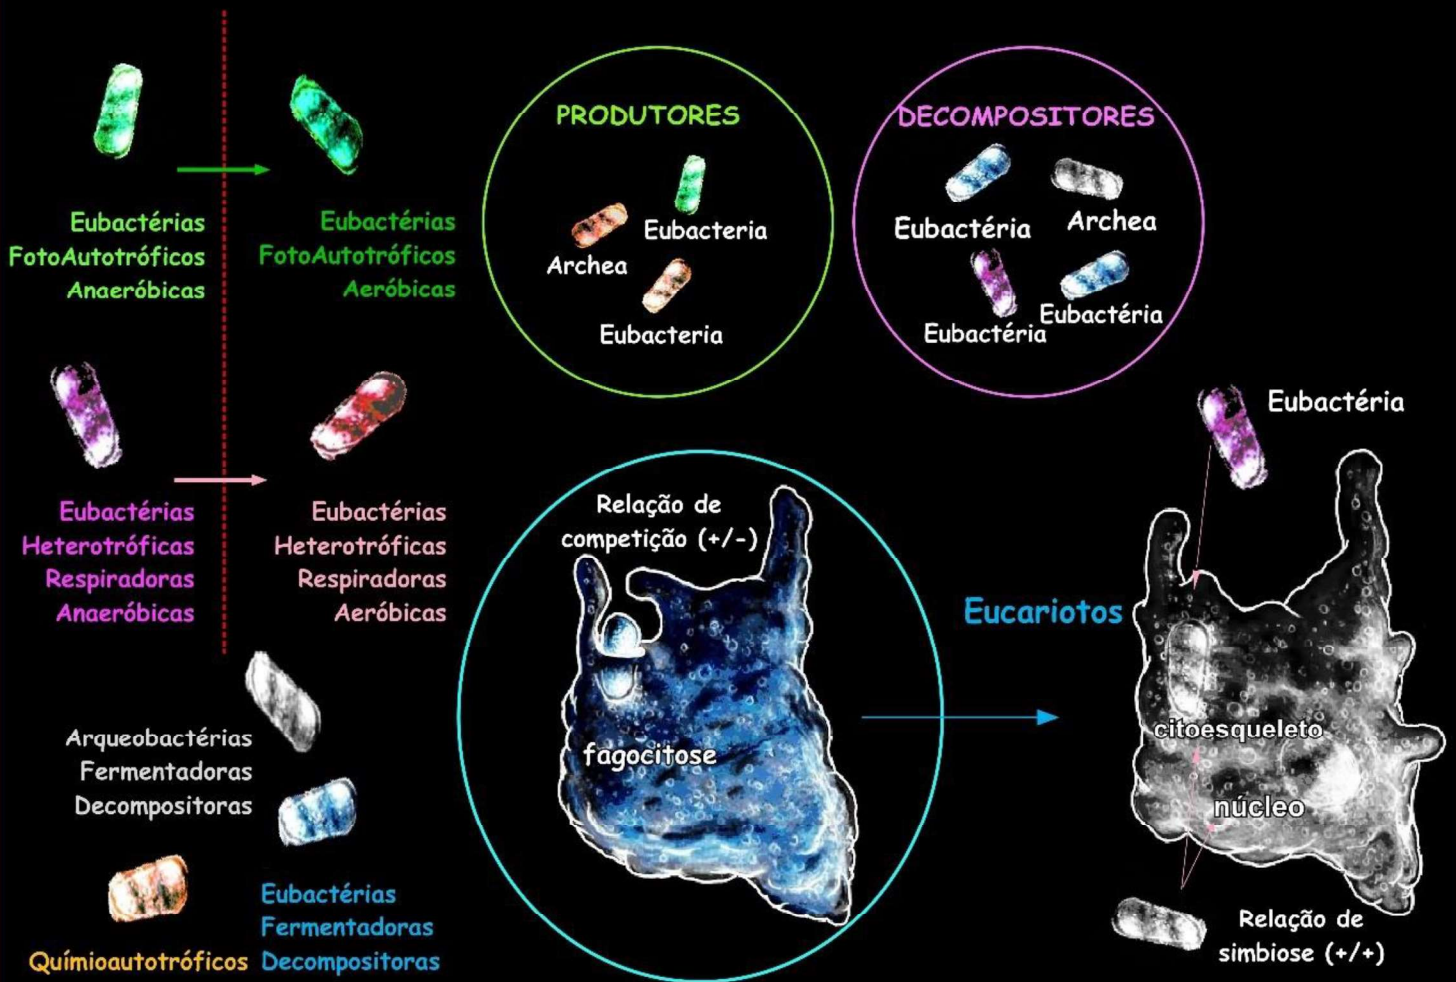 Eubactérias
FotoAutotróficos
Anaeróbicas
Eubactérias
FotoAutotróficos
Aeróbicas
PRODUTORES
Eubacteria
Archea
Eubacteria
DECOMPOSITORES
Eubactéria
Archea
Eubactéria
Eubactéria
Eubactérias
Heterotróficas
Respiradoras
Anaeróbicas
Eubactérias
Heterotróficas
Respiradoras
Aeróbicas
Relação de
competição (+/-)
fagocitose
Eucariotos
Eubactéria
citoesqueleto
núcleo
Relação de
simbiose (+/+)
Arqueobactérias
Fermentadoras
Decompositoras
Químioautotróficos
Eubactérias
Fermentadoras
Decompositoras